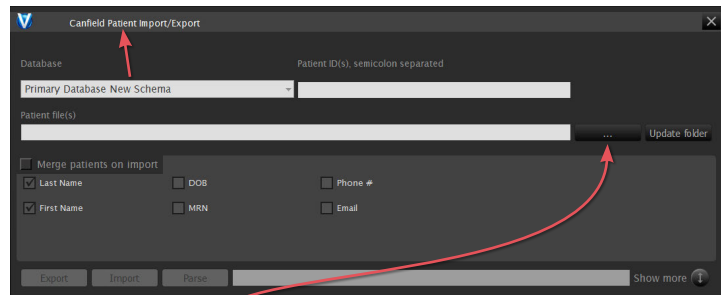 Canfield Patient Import/Export
Database
Patient ID(s), semicolon separated
Primary Database New Schema
Patient file(s)
...
Update folder
Merge patients on import
Last Name
DOB
Phone #
First Name
MRN
Email
Export
Import
Parse
Show more